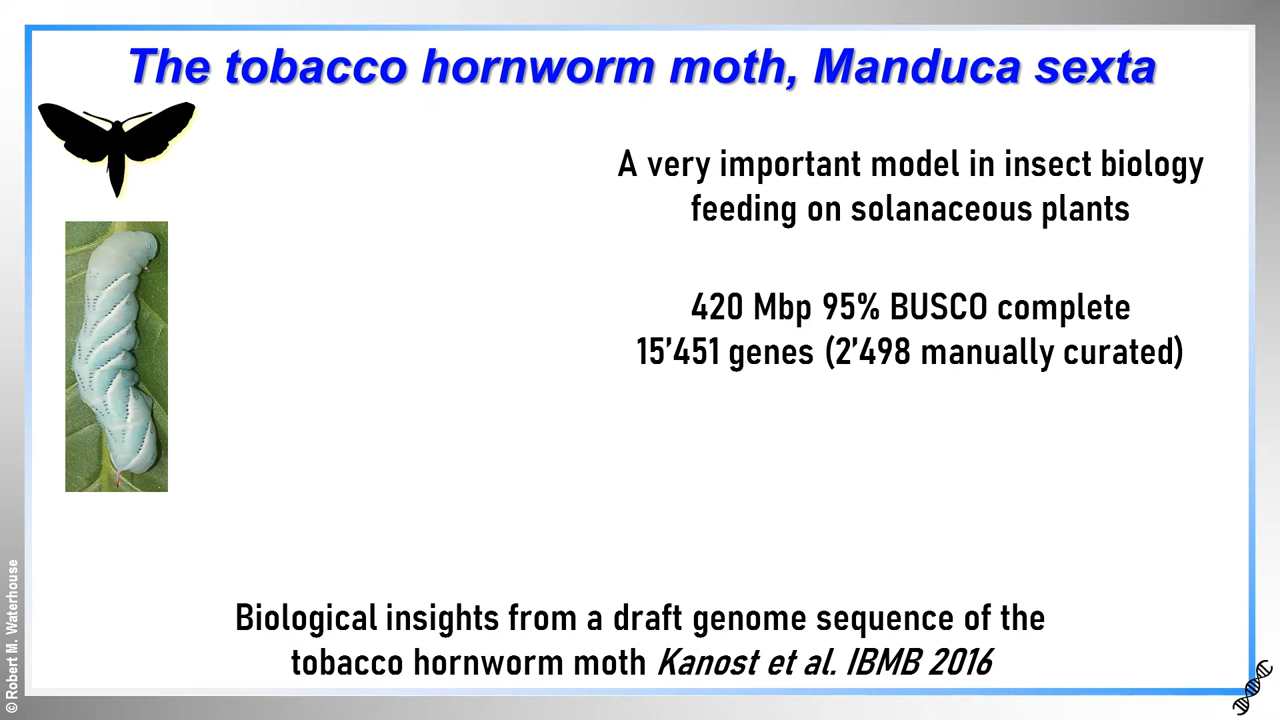 The tobacco hornworm moth, Manduca sexta
A very important model in insect biology
feeding on solanaceous plants
420 Mbp 95% BUSCO complete
15’451 genes (2’498 manually curated)
Biological insights from a draft genome sequence of the
tobacco hornworm moth Kanost et al. IBMB 2016
© Robert M. Waterhouse